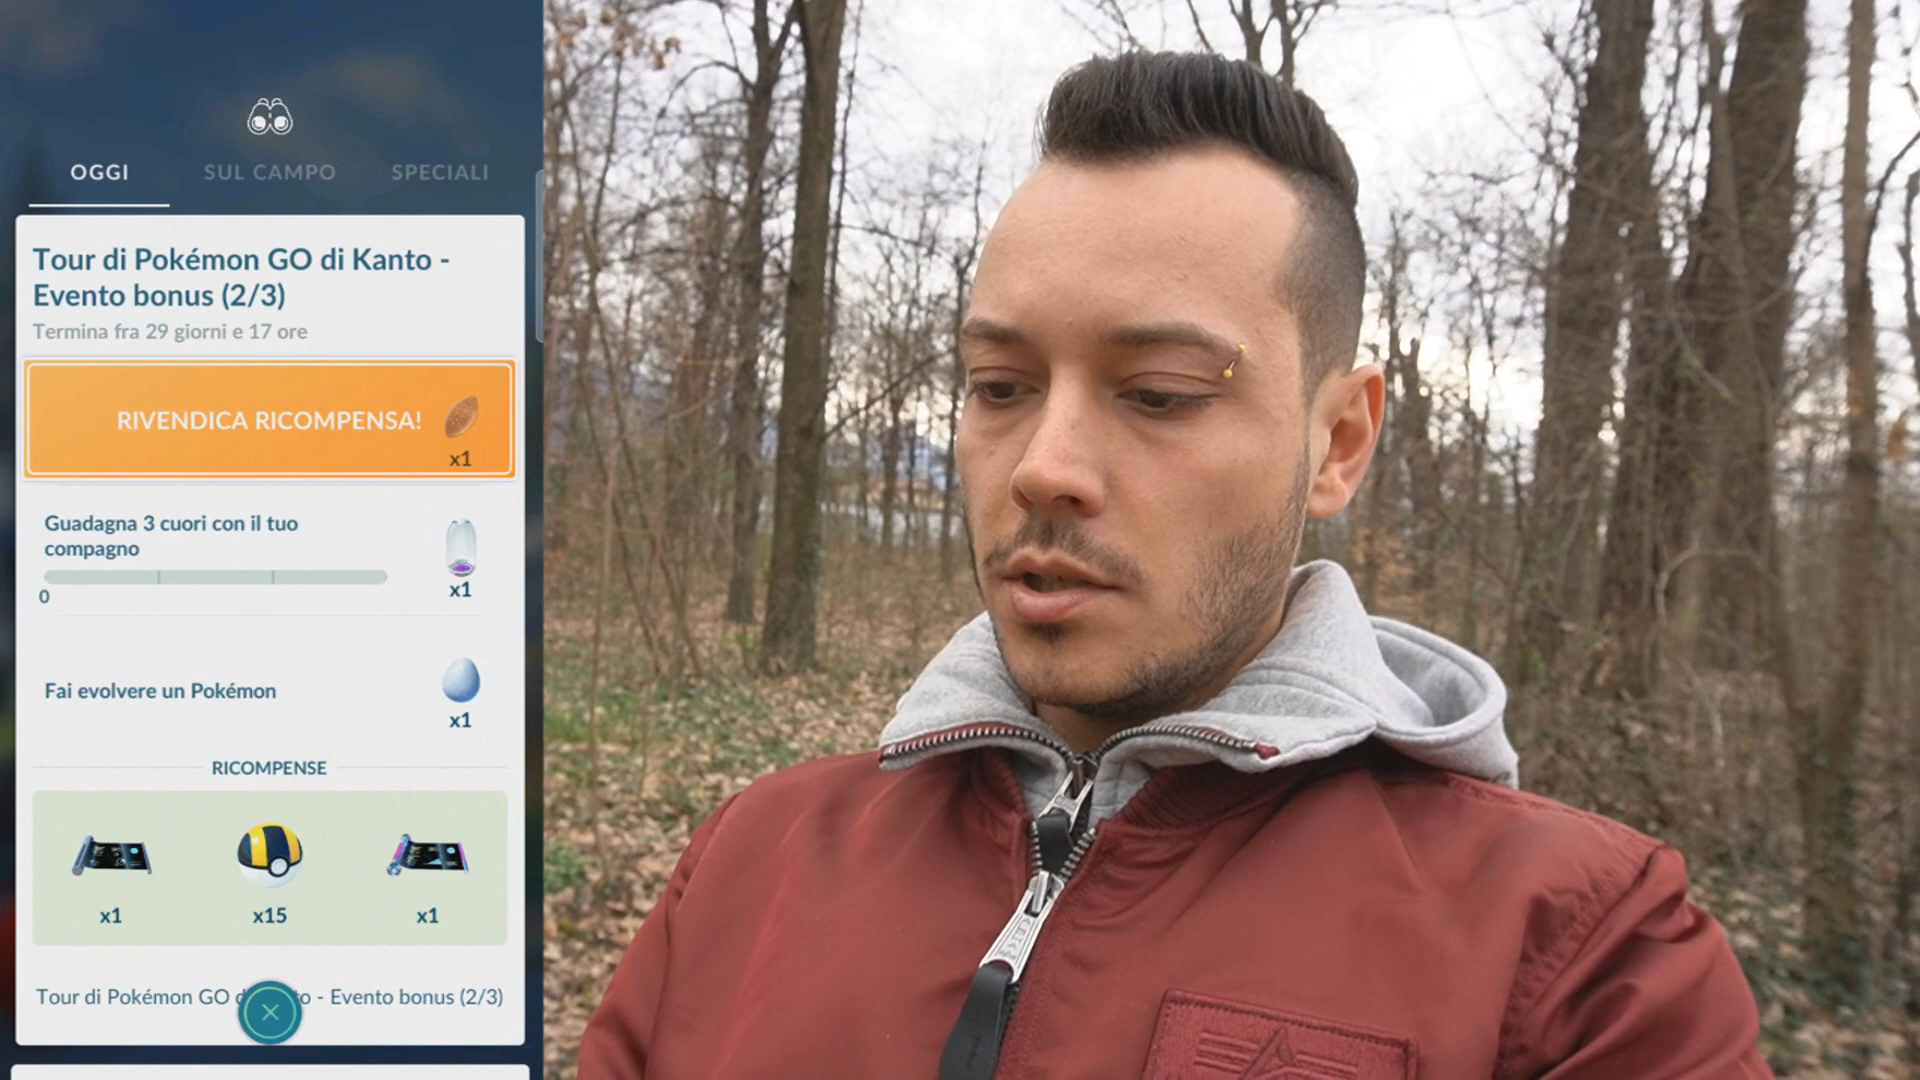 OGGI
SUL CAMPO
SPECIALI
Tour di Pokémon GO di Kanto -
Evento bonus (2/3)
Termina fra 29 giorni e 17 ore
RIVENDICA RICOMPENSA!
x1
Guadagna 3 cuori con il tuo
compagno
0
x1
Fai evolvere un Pokémon
x1
RICOMPENSE
x1
x15
x1
Tour di Pokémon GO d to - Evento bonus (2/3)